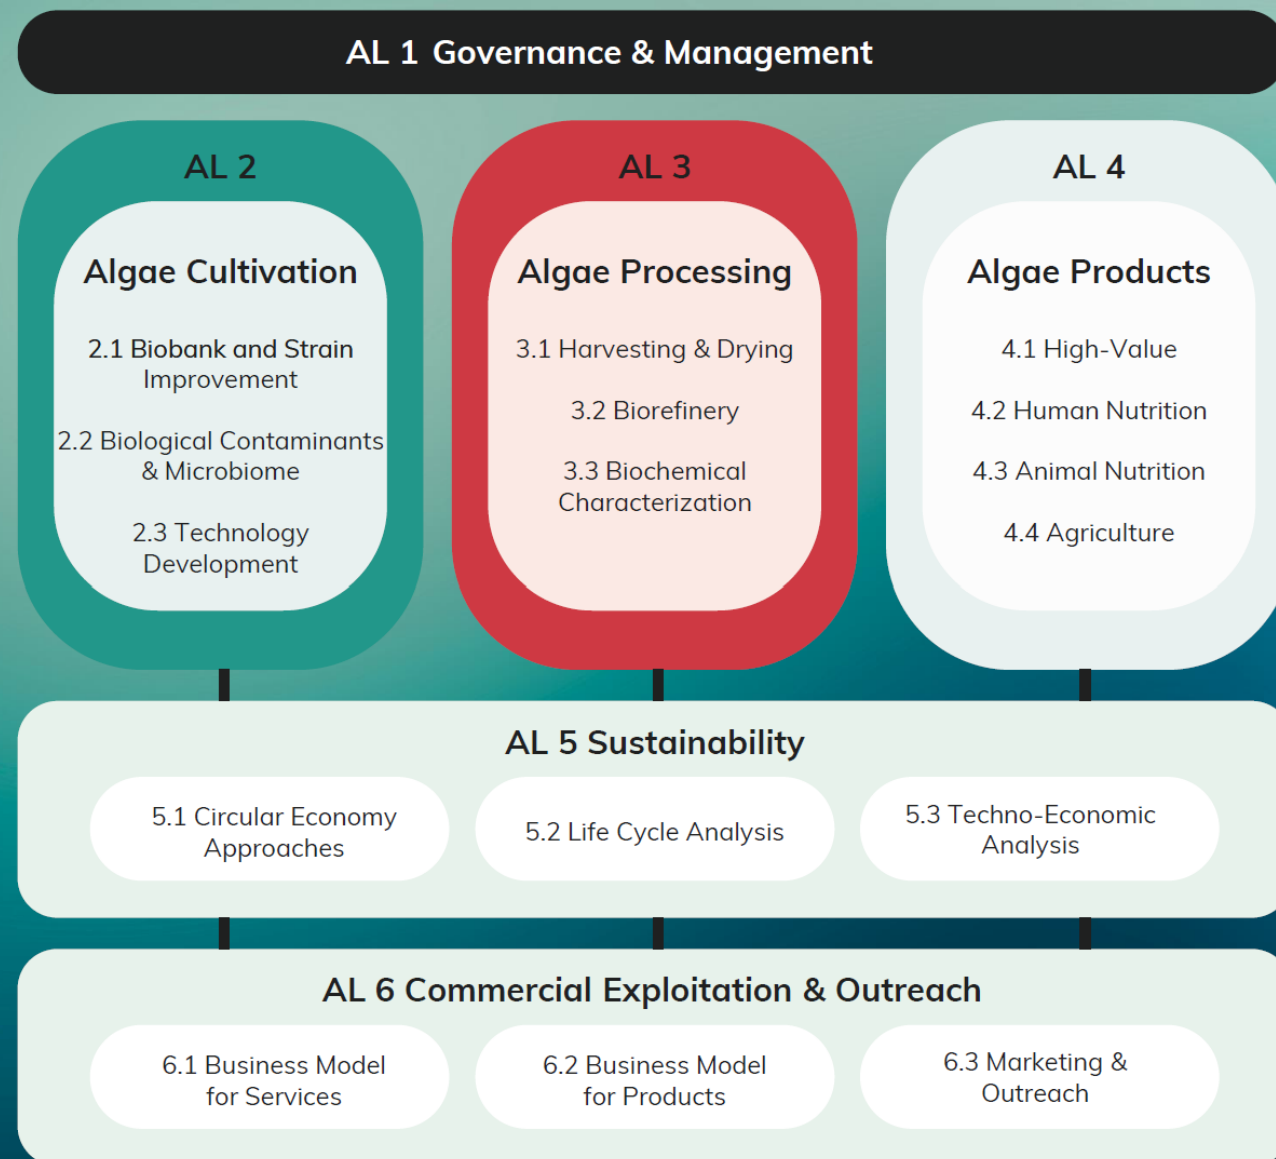 AL 1 Governance & Management
AL 2
Algae Cultivation
2.1 Biobank and Strain
Improvement
2.2 Biological Contaminants
& Microbiome
2.3 Technology
Development
AL 3
Algae Processing
3.1 Harvesting & Drying
3.2 Biorefinery
3.3 Biochemical
Characterization
AL 4
Algae Products
4.1 High-Value
4.2 Human Nutrition
4.3 Animal Nutrition
4.4 Agriculture
AL 5 Sustainability
5.1 Circular Economy
Approaches
5.2 Life Cycle Analysis
5.3 Techno-Economic
Analysis
AL 6 Commercial Exploitation & Outreach
6.1 Business Model
for Services
6.2 Business Model
for Products
6.3 Marketing &
Outreach